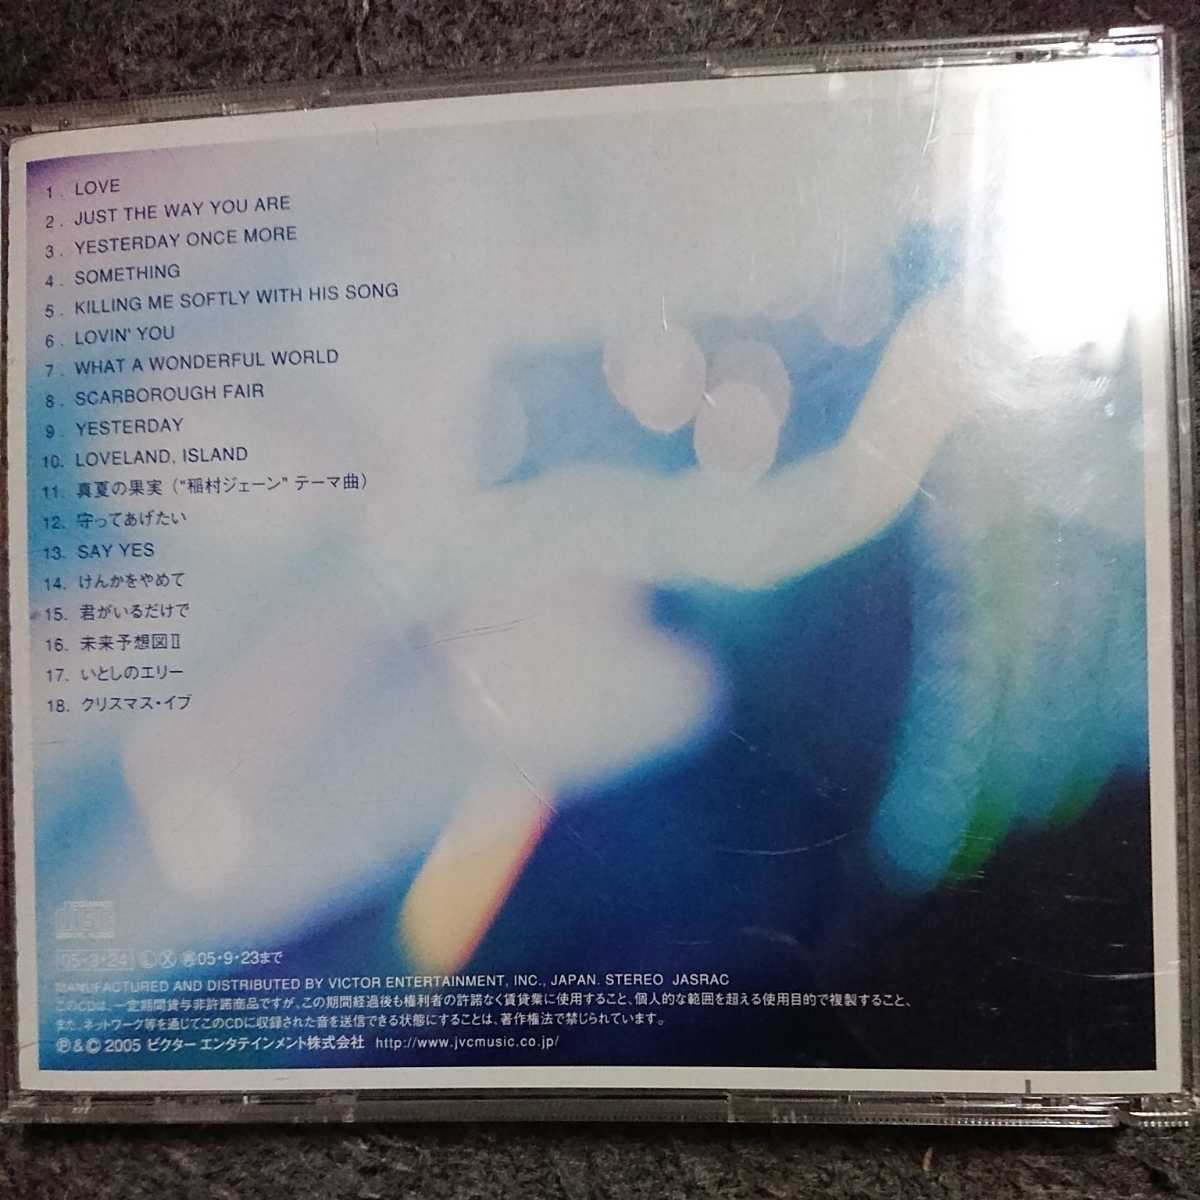 1. LOVE
2. JUST THE WAY YOU ARE
3. YESTERDAY ONCE MORE
4. SOMETHING
5. KILLING ME SOFTLY WITH HIS SONG
6. LOVIN' YOU
7. WHAT A WONDERFUL WORLD
8. SCARBOROUGH FAIR
9. YESTERDAY
10. LOVELAND, ISLAND
11. 真夏の果実（"稲村ジェーン" テーマ曲）
12. 守ってあげたい
13. SAY YES
14. けんかをやめて
15. 君がいるだけで
16. 未来予想図Ⅱ
17. いとしのエリー
18. クリスマス・イブ
05・9・23まで
MANUFACTURED AND DISTRIBUTED BY VICTOR ENTERTAINMENT, INC., JAPAN. STEREO JASRAC
このCDは、一定期間貸与非許諾商品ですが、この期間経過後も権利者の許諾なく賃貸業に使用すること、個人的な範囲を超える使用目的で複製すること、
また、ネットワーク等を通じてこのCDに収録された音を送信できる状態にすることは、著作権法で禁じられています。
℗&© 2005 ビクター エンタテインメント株式会社 http://www.jvcmusic.co.jp/